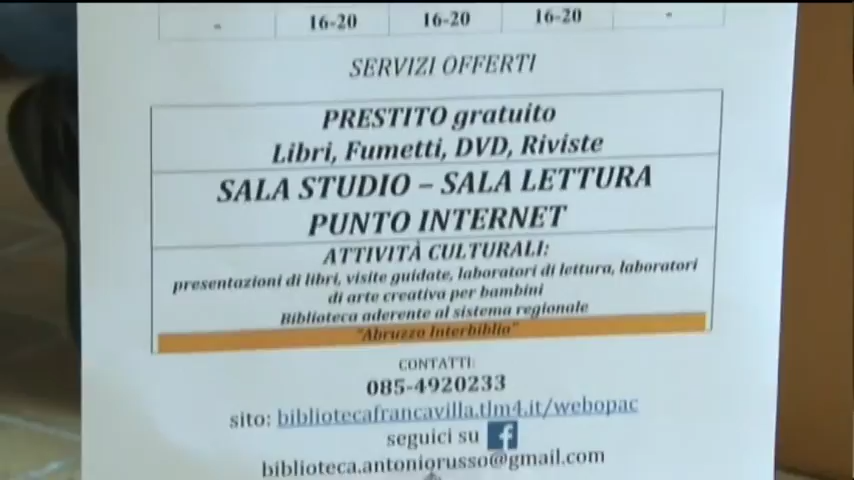 - 16-20 16-20 16-20 -
SERVIZI OFFERTI
PRESTITO gratuito
Libri, Fumetti, DVD, Riviste
SALA STUDIO – SALA LETTURA
PUNTO INTERNET
ATTIVITÀ CULTURALI:
presentazioni di libri, visite guidate, laboratori di lettura, laboratori
di arte creativa per bambini
Biblioteca aderente al sistema regionale
"Abruzzo Interbiblio"
CONTATTI:
085-4920233
sito: bibliotecafrancavilla.tlm4.it/webopac
seguici su f
biblioteca.antoniorusso@gmail.com